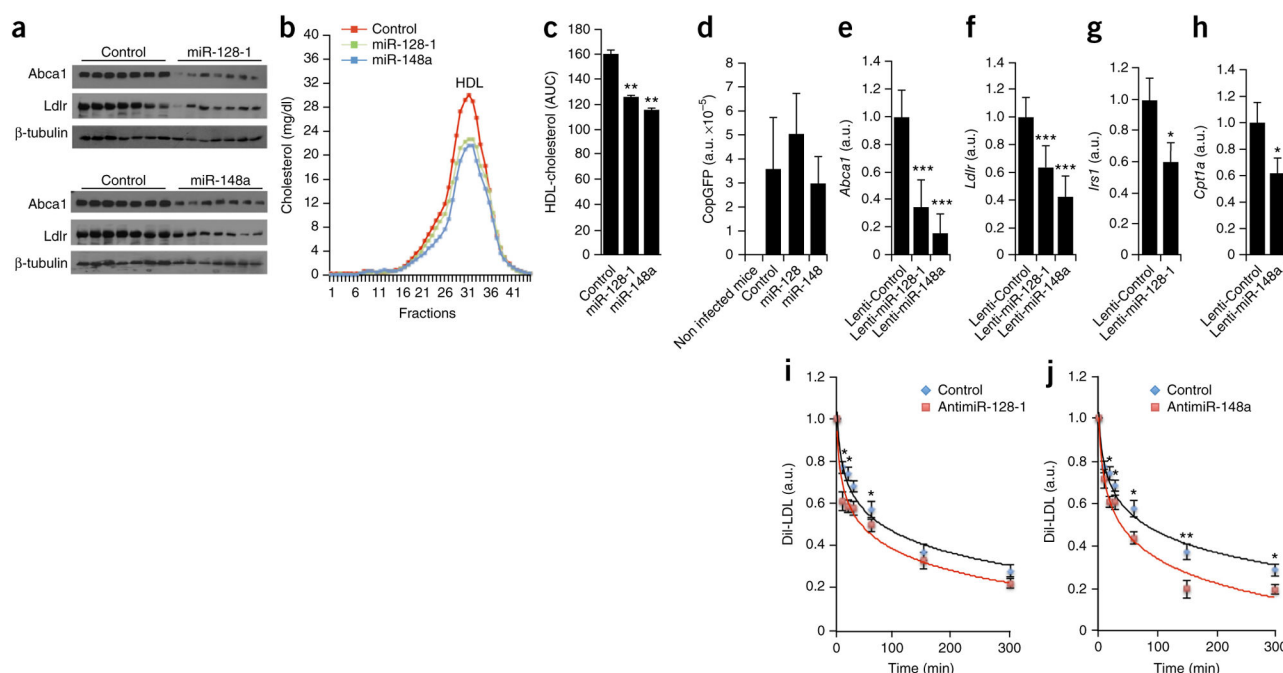 a
Control miR-128-1
Abca1
Ldlr
β-tubulin
Control miR-148a
Abca1
Ldlr
β-tubulin
b
Control
miR-128-1
miR-148a
HDL
Cholesterol (mg/dl)
40
36
32
28
24
20
16
12
8
4
0
1 6 11 16 21 26 31 36 41
Fractions
c
HDL-cholesterol (AUC)
180
160
140
120
100
80
60
40
20
0
** **
Control
miR-128-1
miR-148a
d
CopGFP (a.u. ×10⁻⁵)
8
7
6
5
4
3
2
1
0
Non infected mice
Control
miR-128
miR-148
e
Abca1 (a.u.)
1.4
1.2
1.0
0.8
0.6
0.4
0.2
0
*** ***
Lenti-Control
Lenti-miR-128-1
Lenti-miR-148a
f
Ldlr (a.u.)
1.4
1.2
1.0
0.8
0.6
0.4
0.2
0
*** ***
Lenti-Control
Lenti-miR-128-1
Lenti-miR-148a
g
Irs1 (a.u.)
1.2
1.0
0.8
0.6
0.4
0.2
0
*
Lenti-Control
Lenti-miR-128-1
h
Cpt1a (a.u.)
1.4
1.2
1.0
0.8
0.6
0.4
0.2
0
*
Lenti-Control
Lenti-miR-148a
i
Control
AntimiR-128-1
Dil-LDL (a.u.)
1.2
1.0
0.8
0.6
0.4
0.2
0
* * *
0 100 200 300
Time (min)
j
Control
AntimiR-148a
Dil-LDL (a.u.)
1.2
1.0
0.8
0.6
0.4
0.2
0
* * * ** *
0 100 200 300
Time (min)